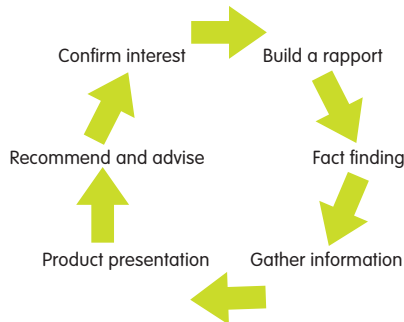 Confirm interest
Build a rapport
Recommend and advise
Fact finding
Product presentation
Gather information